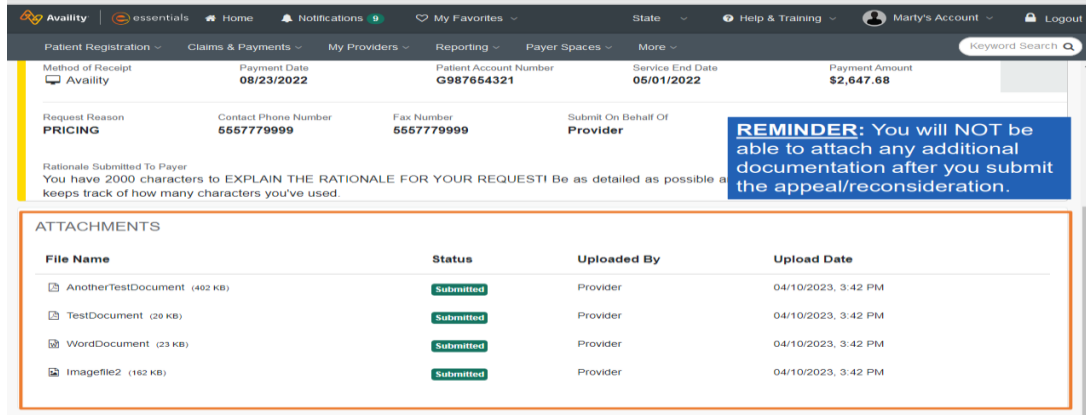 Availity essentials Home Notifications 9 My Favorites State Help & Training Marty's Account Logout
Patient Registration Claims & Payments My Providers Reporting Payer Spaces More Keyword Search
Method of Receipt Payment Date Patient Account Number Service End Date Payment Amount
Availity 08/23/2022 G987654321 05/01/2022 $2,647.68
Request Reason Contact Phone Number Fax Number Submit On Behalf Of
PRICING 5557779999 5557779999 Provider
REMINDER: You will NOT be
able to attach any additional
documentation after you submit
the appeal/reconsideration.
Rationale Submitted To Payer
You have 2000 characters to EXPLAIN THE RATIONALE FOR YOUR REQUEST! Be as detailed as possible
keeps track of how many characters you've used.
ATTACHMENTS
File Name Status Uploaded By Upload Date
AnotherTestDocument (402 KB) Submitted Provider 04/10/2023, 3:42 PM
TestDocument (20 KB) Submitted Provider 04/10/2023, 3:42 PM
WordDocument (23 KB) Submitted Provider 04/10/2023, 3:42 PM
Imagefile2 (162 KB) Submitted Provider 04/10/2023, 3:42 PM